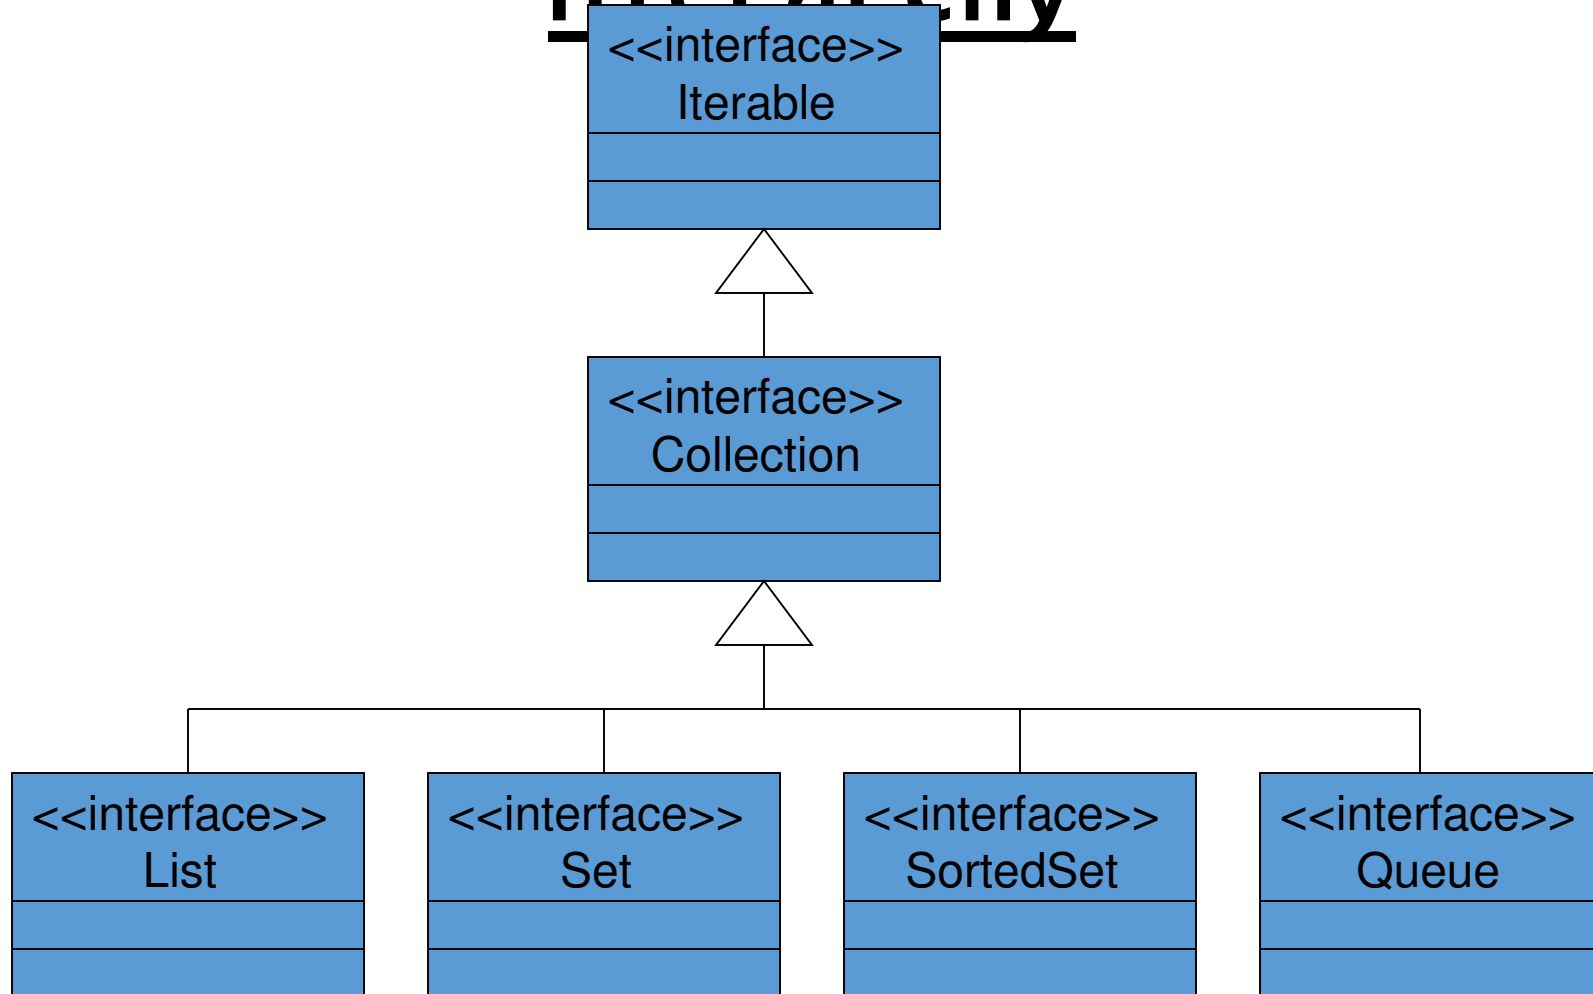 <<interface>>
Iterable
<<interface>>
Collection
<<interface>>
List
<<interface>>
Set
<<interface>>
SortedSet
<<interface>>
Queue